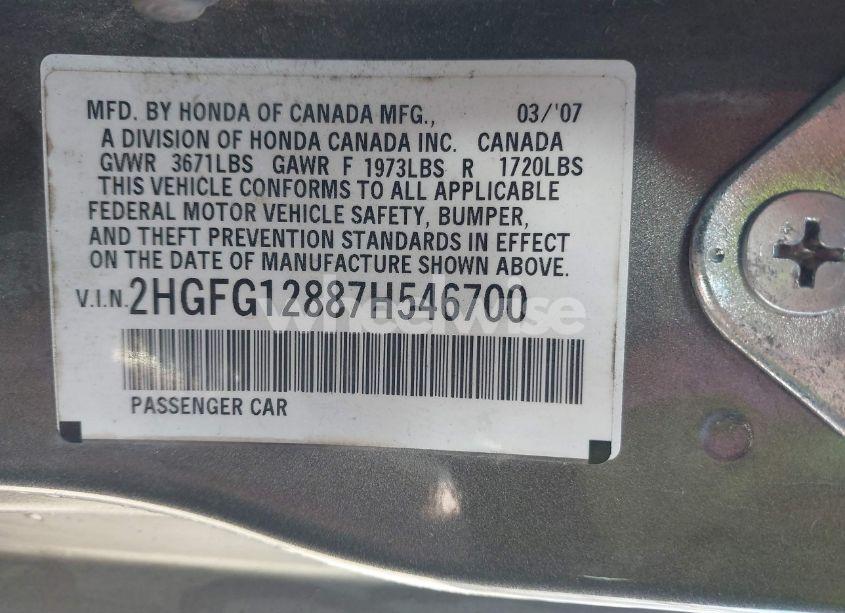 MFD. BY HONDA OF CANADA MFG., 03/'07
A DIVISION OF HONDA CANADA INC. CANADA
GVWR 3671LBS GAWR F 1973LBS R 1720LBS
THIS VEHICLE CONFORMS TO ALL APPLICABLE
FEDERAL MOTOR VEHICLE SAFETY, BUMPER,
AND THEFT PREVENTION STANDARDS IN EFFECT
ON THE DATE OF MANUFACTURE SHOWN ABOVE.
V.I.N. 2HGFG12887H546700
wheelwise
PASSENGER CAR